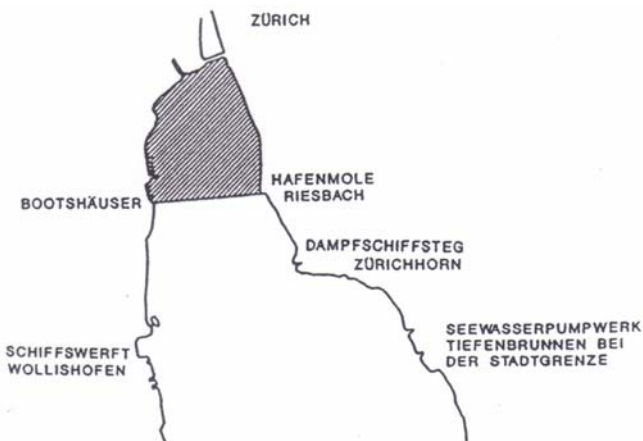 ZÜRICH
HAFENMOLE
RIESBACH
BOOTSHÄUSER
DAMPFSCHIFFSTEG
ZÜRICHHORN
SEEWASSERPUMPWERK
TIEFENBRUNNEN BEI
DER STADTGRENZE
SCHIFFSWERFT
WOLLISHOFEN